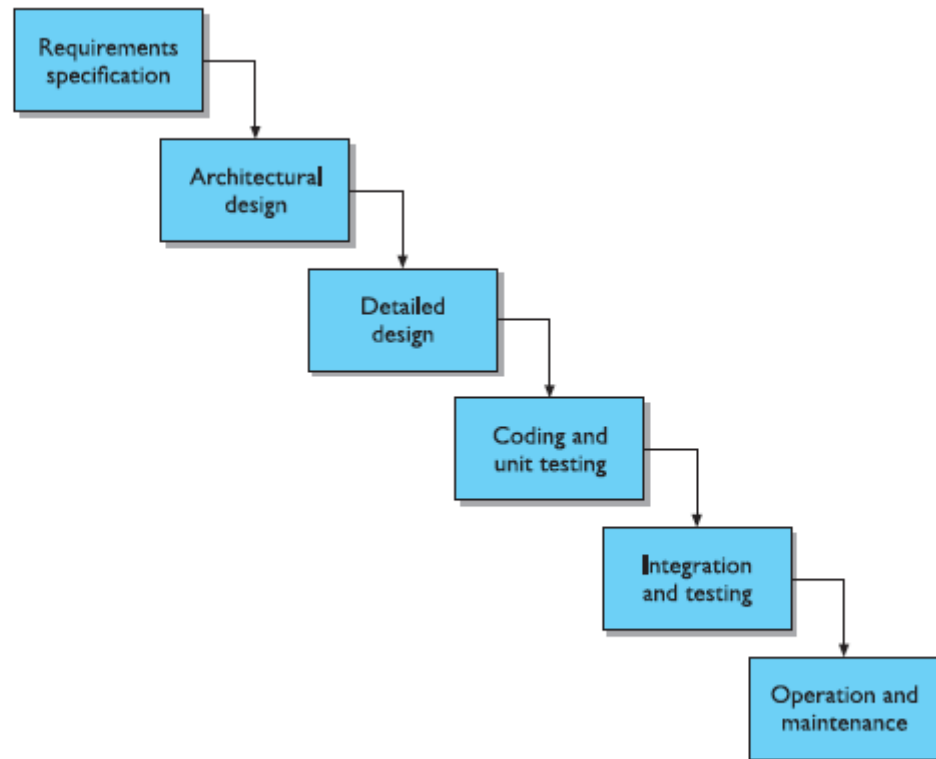 Requirements
specification
Architectural
design
Detailed
design
Coding and
unit testing
Integration
and testing
Operation and
maintenance